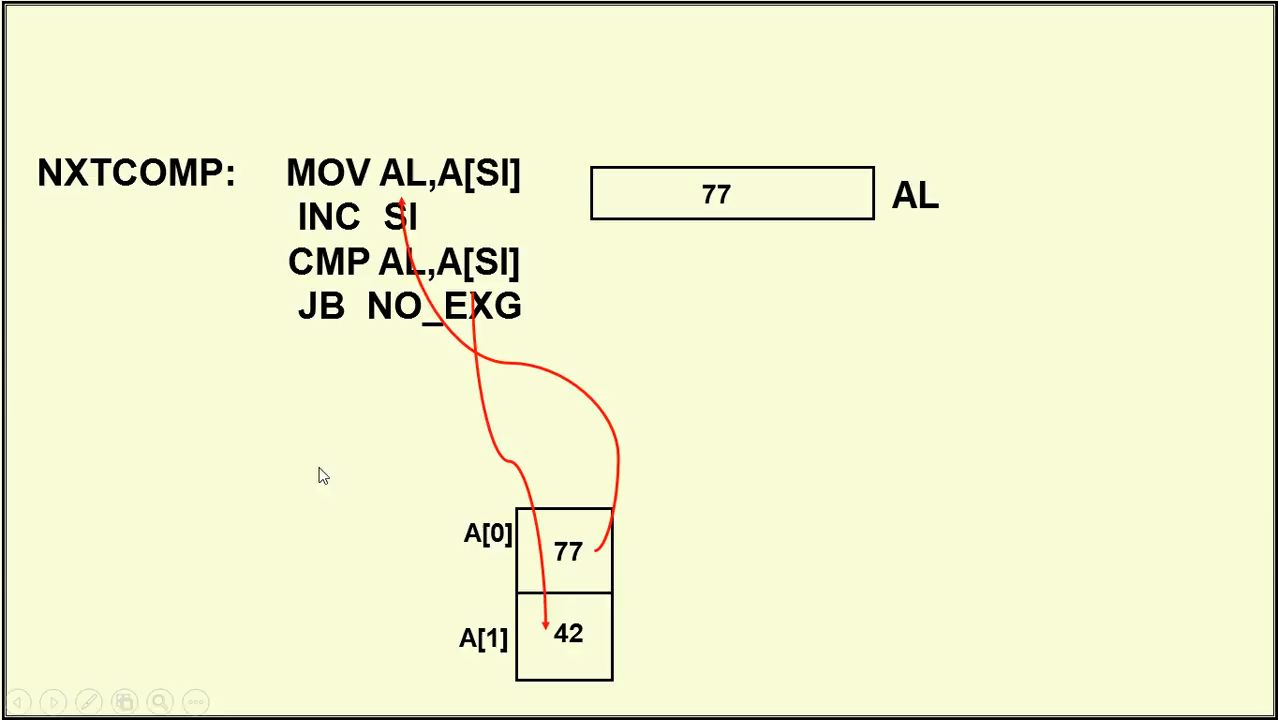 NXTCOMP: MOV AL,A[SI]
INC SI
CMP AL,A[SI]
JB NO_EXG
77 AL
A[0] 77
A[1] 42